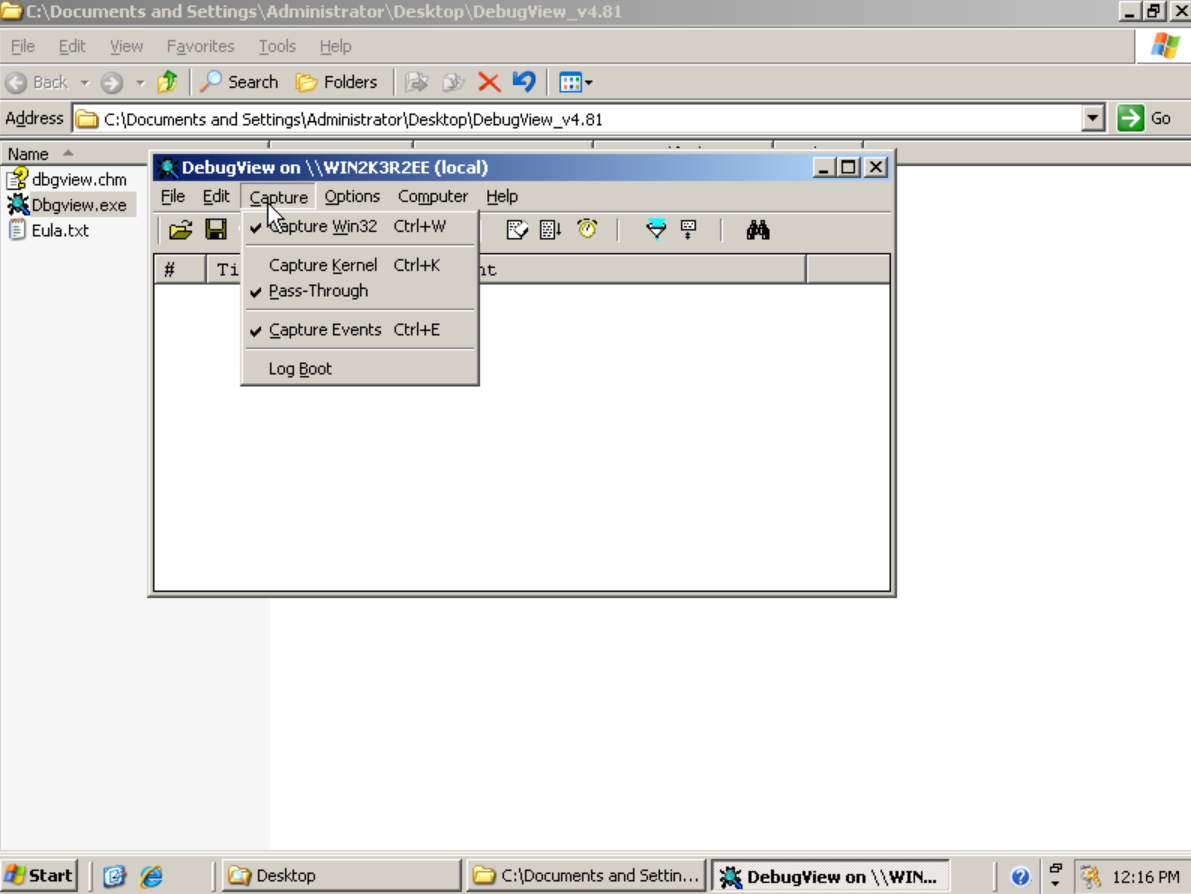 C:\Documents and Settings\Administrator\Desktop\DebugView_v4.81
File Edit View Favorites Tools Help
Back Search Folders
Address C:\Documents and Settings\Administrator\Desktop\DebugView_v4.81 Go
Name
dbgview.chm
Dbgview.exe
Eula.txt
DebugView on \\WIN2K3R2EE (local)
File Edit Capture Options Computer Help
Capture Win32 Ctrl+W
#
Capture Kernel Ctrl+K
Pass-Through
Capture Events Ctrl+E
Log Boot
Start Desktop C:\Documents and Settin... DebugView on \\WIN... 12:16 PM